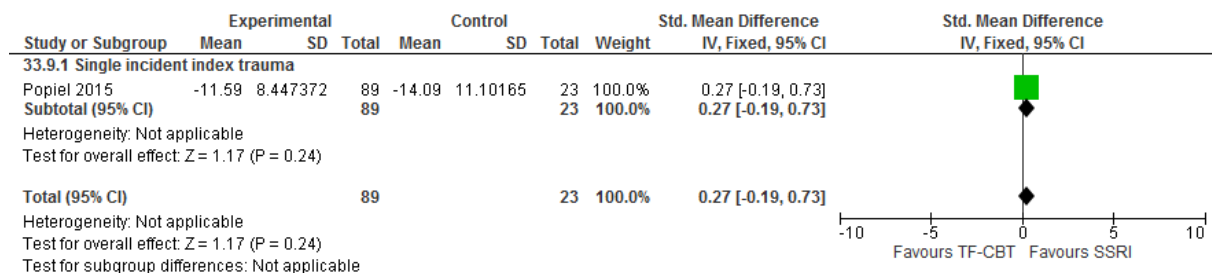 Experimental Control Std. Mean Difference Std. Mean Difference
Study or Subgroup Mean SD Total Mean SD Total Weight IV, Fixed, 95% CI IV, Fixed, 95% CI
33.9.1 Single incident index trauma
Popiel 2015 -11.59 8.447372 89 -14.09 11.10165 23 100.0% 0.27 [-0.19, 0.73]
Subtotal (95% CI) 89 23 100.0% 0.27 [-0.19, 0.73]
Heterogeneity: Not applicable
Test for overall effect: Z = 1.17 (P = 0.24)
Total (95% CI) 89 23 100.0% 0.27 [-0.19, 0.73]
Heterogeneity: Not applicable
Test for overall effect: Z = 1.17 (P = 0.24)
Test for subgroup differences: Not applicable
-10 -5 0 5 10
Favours TF-CBT Favours SSRI